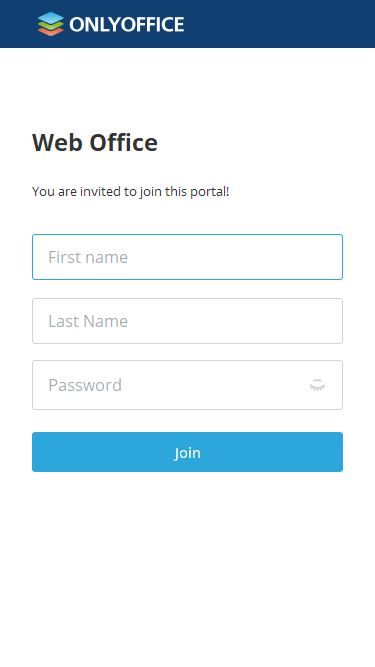 ONLYOFFICE
Web Office
You are invited to join this portal!
First name
Last Name
Password
Join